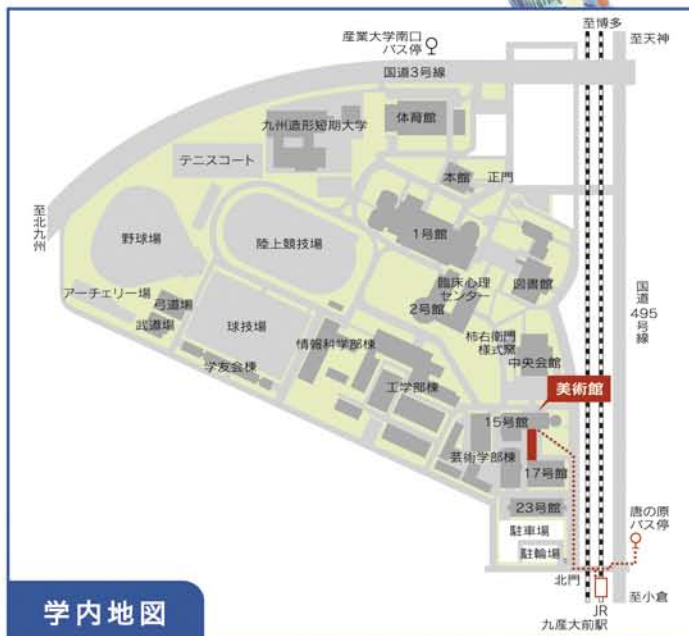 至博多
至天神
産業大学南口
バス停
国道3号線
体育館
九州造形短期大学
テニスコート
本館
正門
至北九州
野球場
陸上競技場
1号館
臨床心理
センター
図書館
2号館
国道
495
号線
アーチェリー場
弓道場
武道場
球技場
学友会棟
情報科学部棟
柿右衛門
様式窯
中央会館
工学部棟
美術館
15号館
芸術学部棟
17号館
23号館
駐車場
駐輪場
唐の原
バス停
北門
至小倉
JR
九産大前駅
学内地図